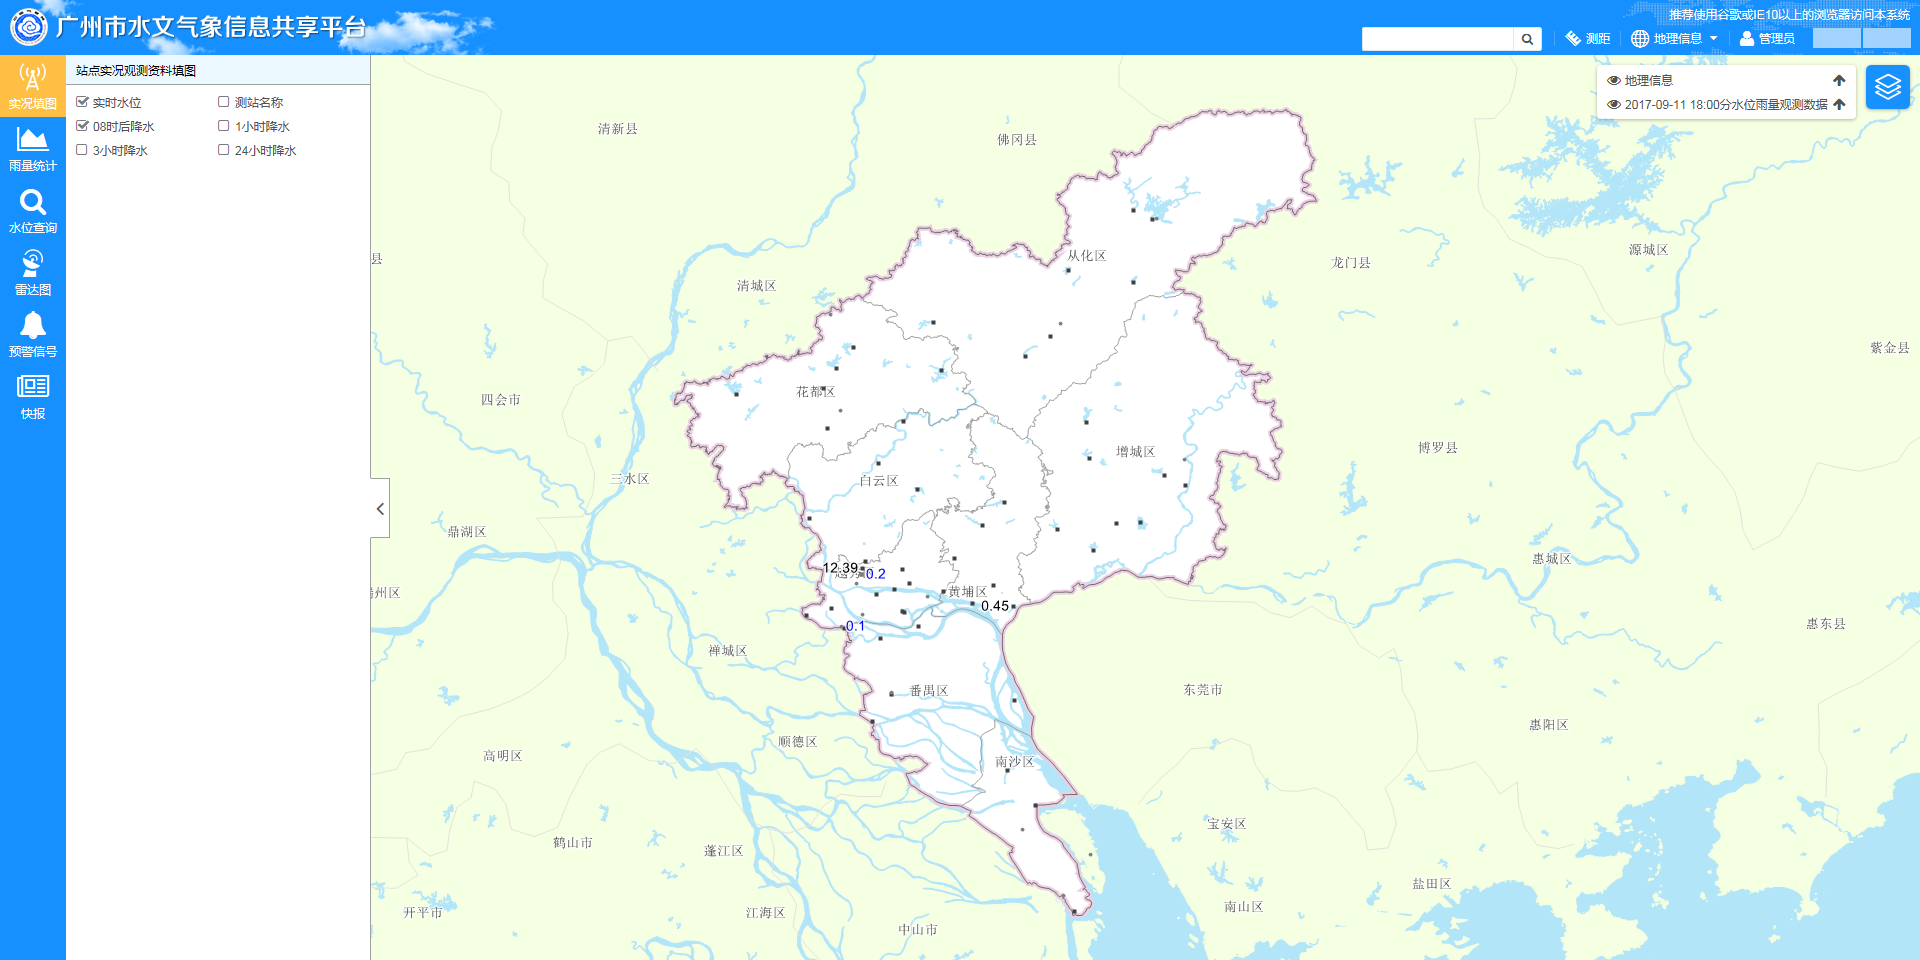 广州市水文气象信息共享平台
推荐使用谷歌或IE10以上的浏览器访问本系统
测距
地理信息
管理员
实况填图
雨量统计
水位查询
雷达图
预警信号
快报
站点实况观测资料填图
实时水位
测站名称
08时后降水
1小时降水
3小时降水
24小时降水
地理信息
2017-09-11 18:00分水位雨量观测数据
清新县
佛冈县
从化区
龙门县
源城区
县
清城区
紫金县
四会市
花都区
增城区
博罗县
三水区
白云区
鼎湖区
惠城区
12.39
0.2
州区
黄埔区
0.45
惠东县
0.1
禅城区
番禺区
东莞市
惠阳区
顺德区
高明区
南沙区
宝安区
鹤山市
蓬江区
盐田区
开平市
江海区
南山区
中山市